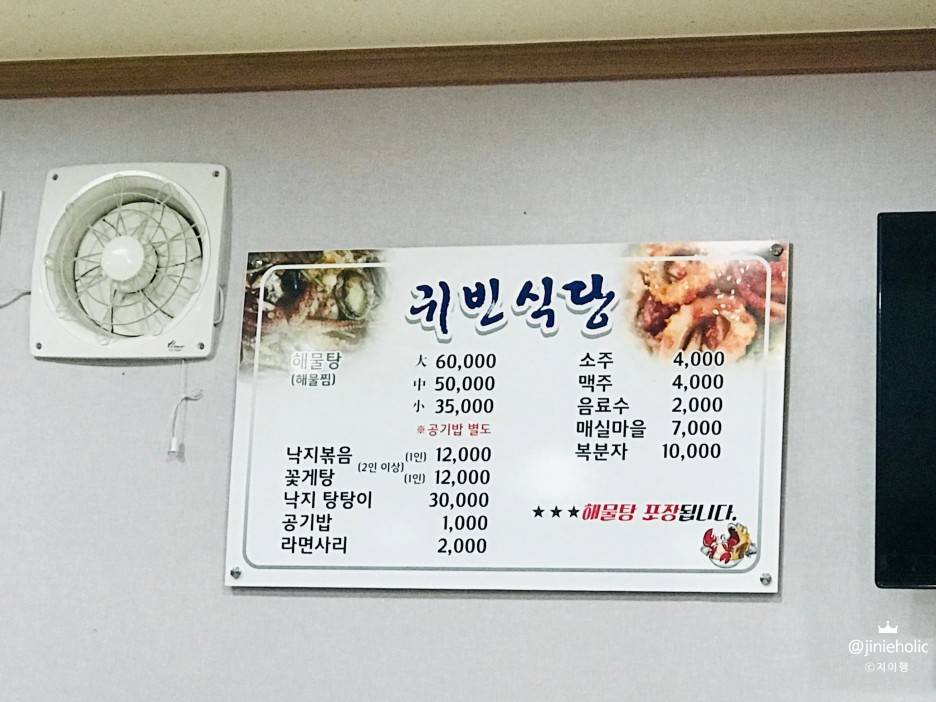 귀빈식당
해물탕 大 60,000
(해물찜) 中 50,000
小 35,000
※공기밥 별도
낙지볶음 (1인) 12,000
(2인 이상)
꽃게탕 (1인) 12,000
낙지 탕탕이 30,000
공기밥 1,000
라면사리 2,000
소주 4,000
맥주 4,000
음료수 2,000
매실마을 7,000
복분자 10,000
★★★해물탕 포장됩니다.
@jinieholic
©지이행